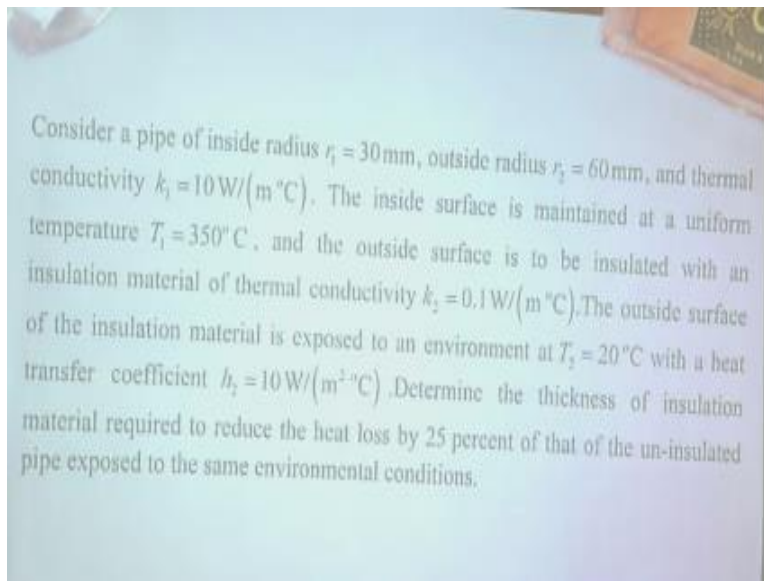 Consider a pipe of inside radius r₁ = 30mm, outside radius r₂ = 60mm, and thermal
conductivity k₁ = 10 W/(m °C). The inside surface is maintained at a uniform
temperature T₁ = 350° C, and the outside surface is to be insulated with an
insulation material of thermal conductivity k₂ = 0.1 W/(m °C).The outside surface
of the insulation material is exposed to an environment at T₂ = 20 °C with a heat
transfer coefficient h₂ = 10 W/(m² °C) .Determine the thickness of insulation
material required to reduce the heat loss by 25 percent of that of the un-insulated
pipe exposed to the same environmental conditions.